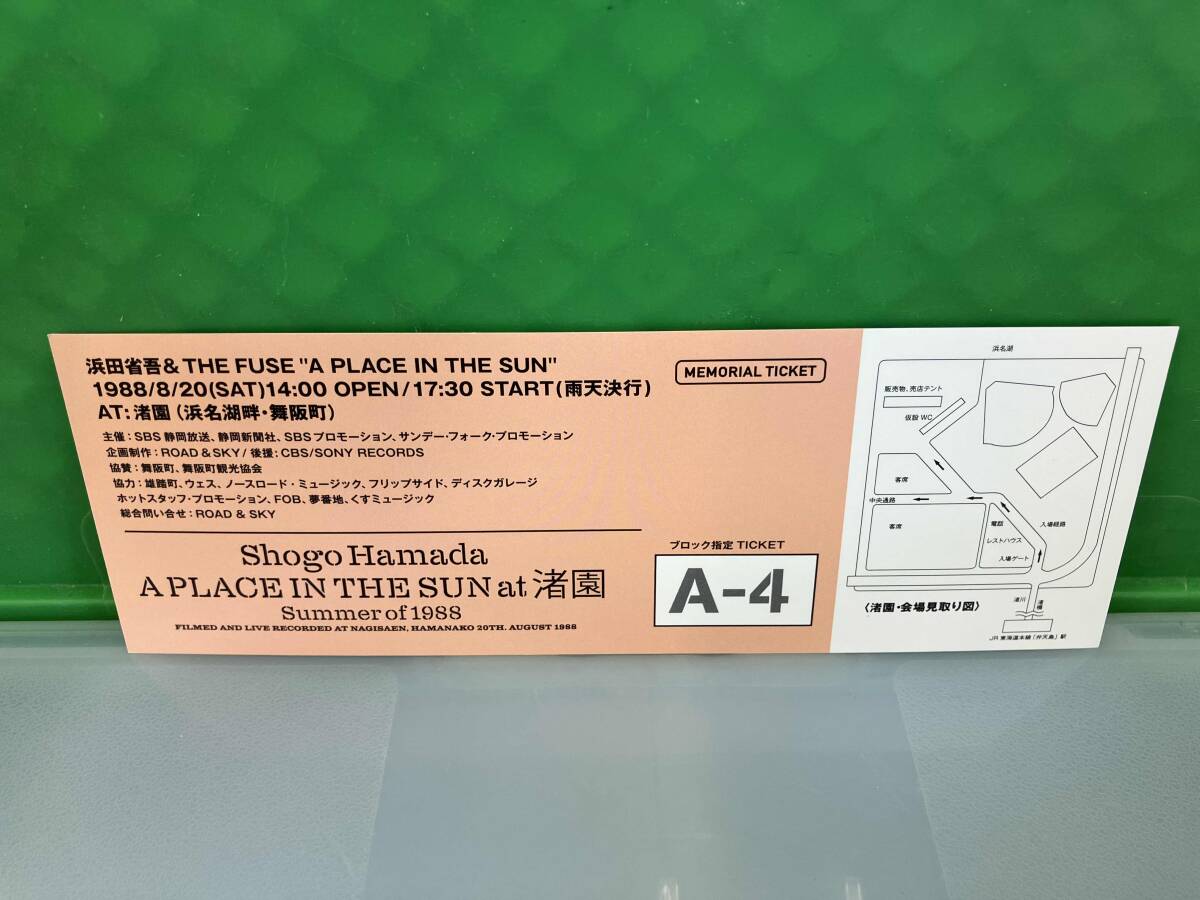 浜田省吾& THE FUSE "A PLACE IN THE SUN"
1988/8/20(SAT)14:00 OPEN/17:30 START(雨天決行)
AT:渚園(浜名湖畔・舞阪町)
MEMORIAL TICKET
主催:SBS静岡放送、静岡新聞社、SBSプロモーション、サンデー・フォーク・プロモーション
企画制作:ROAD & SKY/後援:CBS/SONY RECORDS
協賛:舞阪町、舞阪町観光協会
協力:雄踏町、ウェス、ノースロード・ミュージック、フリップサイド、ディスクガレージ
ホットスタッフ・プロモーション、FOB、夢番地、くすミュージック
総合問い合せ:ROAD & SKY
Shogo Hamada
A PLACE IN THE SUN at 渚園
Summer of 1988
FILMED AND LIVE RECORDED AT NAGISAEN, HAMANAKO 20TH. AUGUST 1988
ブロック指定 TICKET
A-4
浜名湖
販売物、売店テント
仮設WC
客席
中央通路
客席
電話
入場経路
レストハウス
入場ゲート
〈渚園・会場見取り図〉
渚川
渚橋
JR東海道本線「弁天島」駅